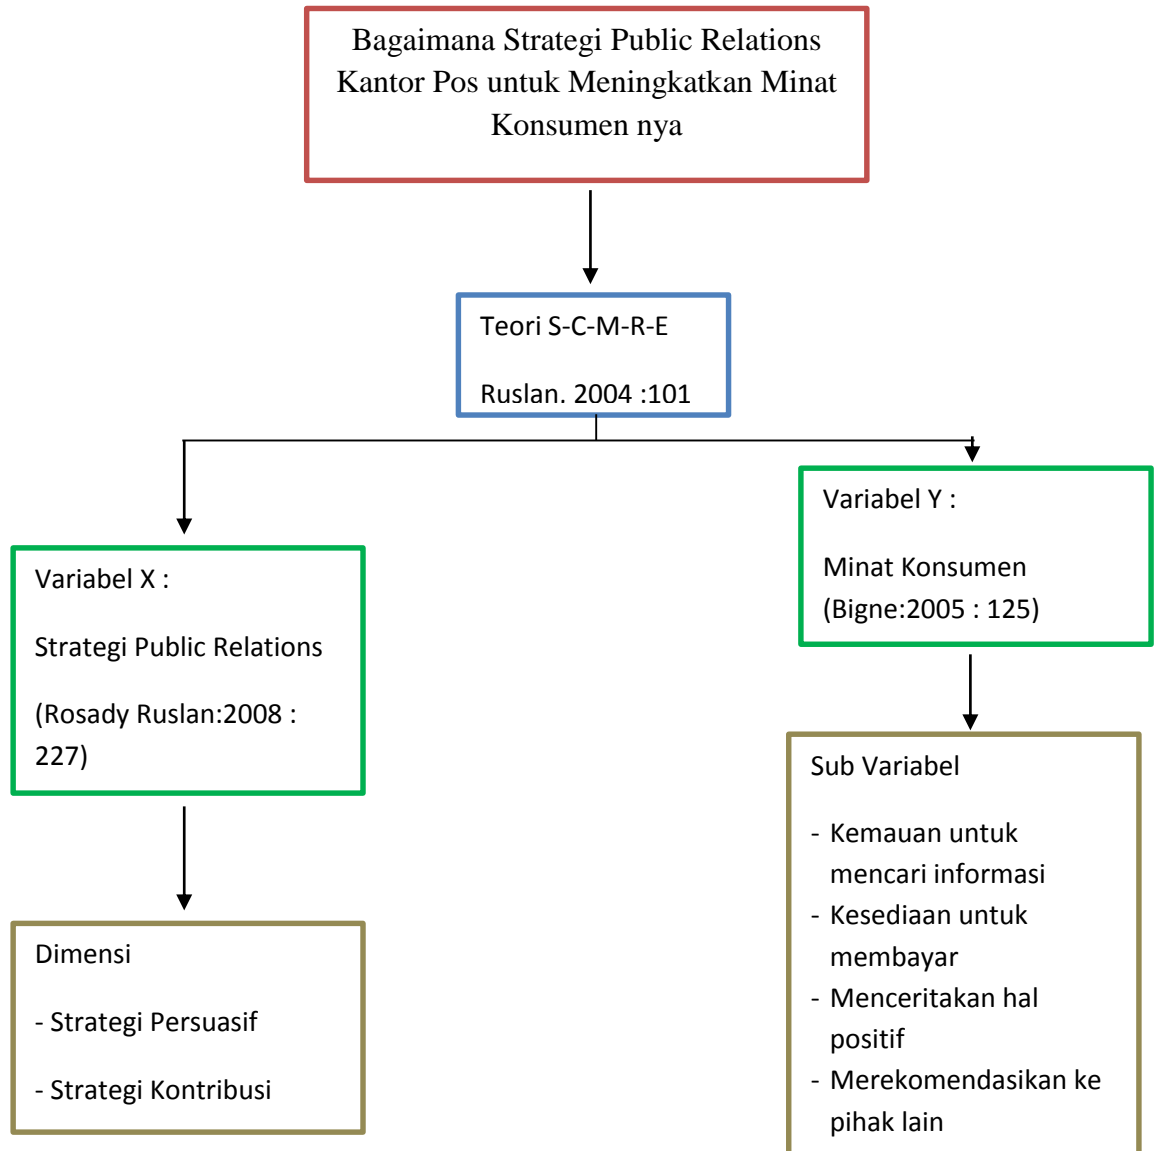 Bagaimana Strategi Public Relations
Kantor Pos untuk Meningkatkan Minat
Konsumen nya
Teori S-C-M-R-E
Ruslan. 2004 :101
Variabel X :
Strategi Public Relations
(Rosady Ruslan:2008 :
227)
Variabel Y :
Minat Konsumen
(Bigne:2005 : 125)
Dimensi
- Strategi Persuasif
- Strategi Kontribusi
Sub Variabel
- Kemauan untuk
mencari informasi
- Kesediaan untuk
membayar
- Menceritakan hal
positif
- Merekomendasikan ke
pihak lain